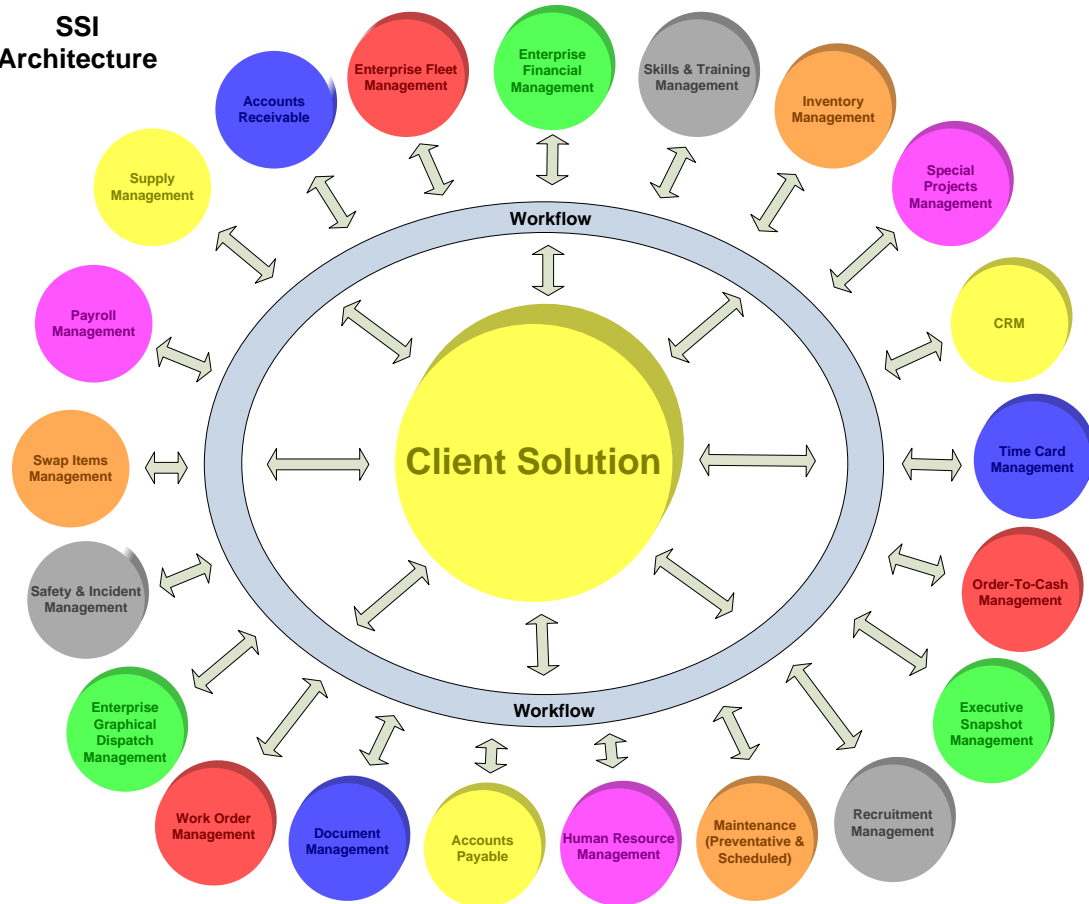 SSI
Architecture
Enterprise Fleet
Management
Enterprise
Financial
Management
Skills & Training
Management
Accounts
Receivable
Inventory
Management
Supply
Management
Special
Projects
Management
Workflow
Payroll
Management
CRM
Client Solution
Swap Items
Management
Time Card
Management
Safety & Incident
Management
Order-To-Cash
Management
Enterprise
Graphical
Dispatch
Management
Executive
Snapshot
Management
Workflow
Work Order
Management
Document
Management
Accounts
Payable
Human Resource
Management
Maintenance
(Preventative &
Scheduled)
Recruitment
Management